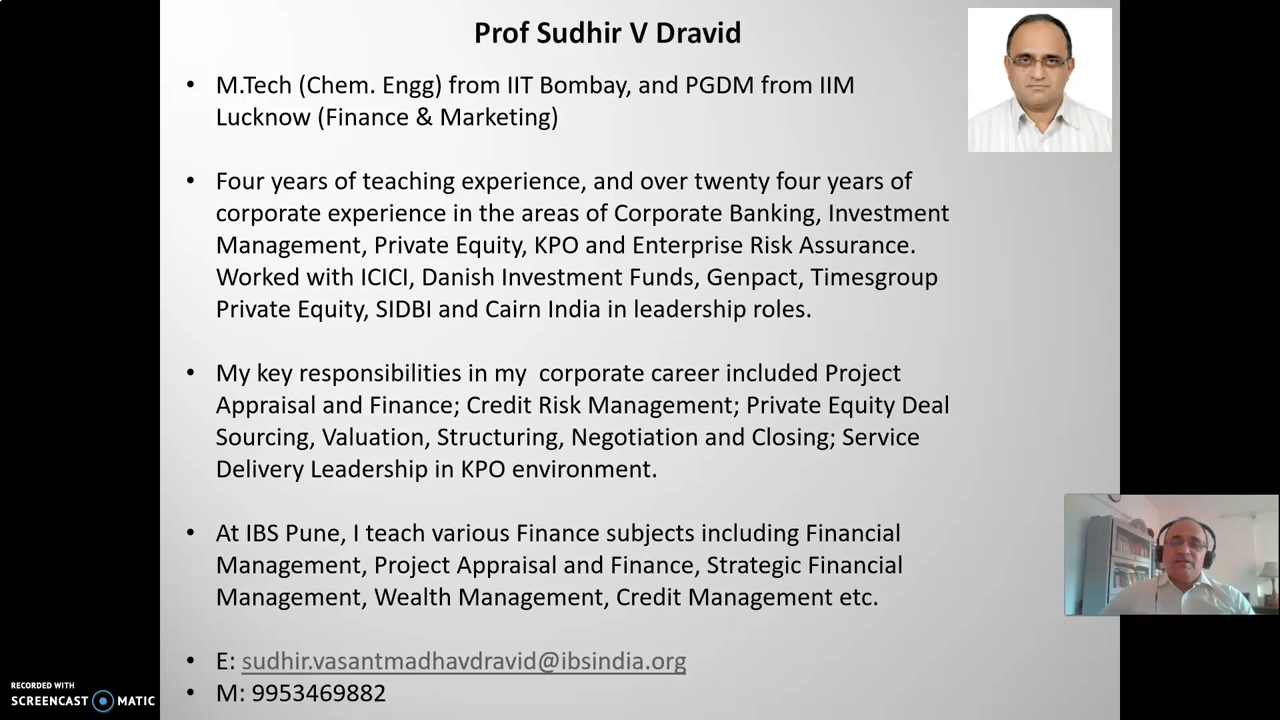 Prof Sudhir V Dravid
• M.Tech (Chem. Engg) from IIT Bombay, and PGDM from IIM
Lucknow (Finance & Marketing)
• Four years of teaching experience, and over twenty four years of
corporate experience in the areas of Corporate Banking, Investment
Management, Private Equity, KPO and Enterprise Risk Assurance.
Worked with ICICI, Danish Investment Funds, Genpact, Timesgroup
Private Equity, SIDBI and Cairn India in leadership roles.
• My key responsibilities in my  corporate career included Project
Appraisal and Finance; Credit Risk Management; Private Equity Deal
Sourcing, Valuation, Structuring, Negotiation and Closing; Service
Delivery Leadership in KPO environment.
• At IBS Pune, I teach various Finance subjects including Financial
Management, Project Appraisal and Finance, Strategic Financial
Management, Wealth Management, Credit Management etc.
• E: sudhir.vasantmadhavdravid@ibsindia.org
• M: 9953469882
RECORDED WITH
SCREENCAST MATIC